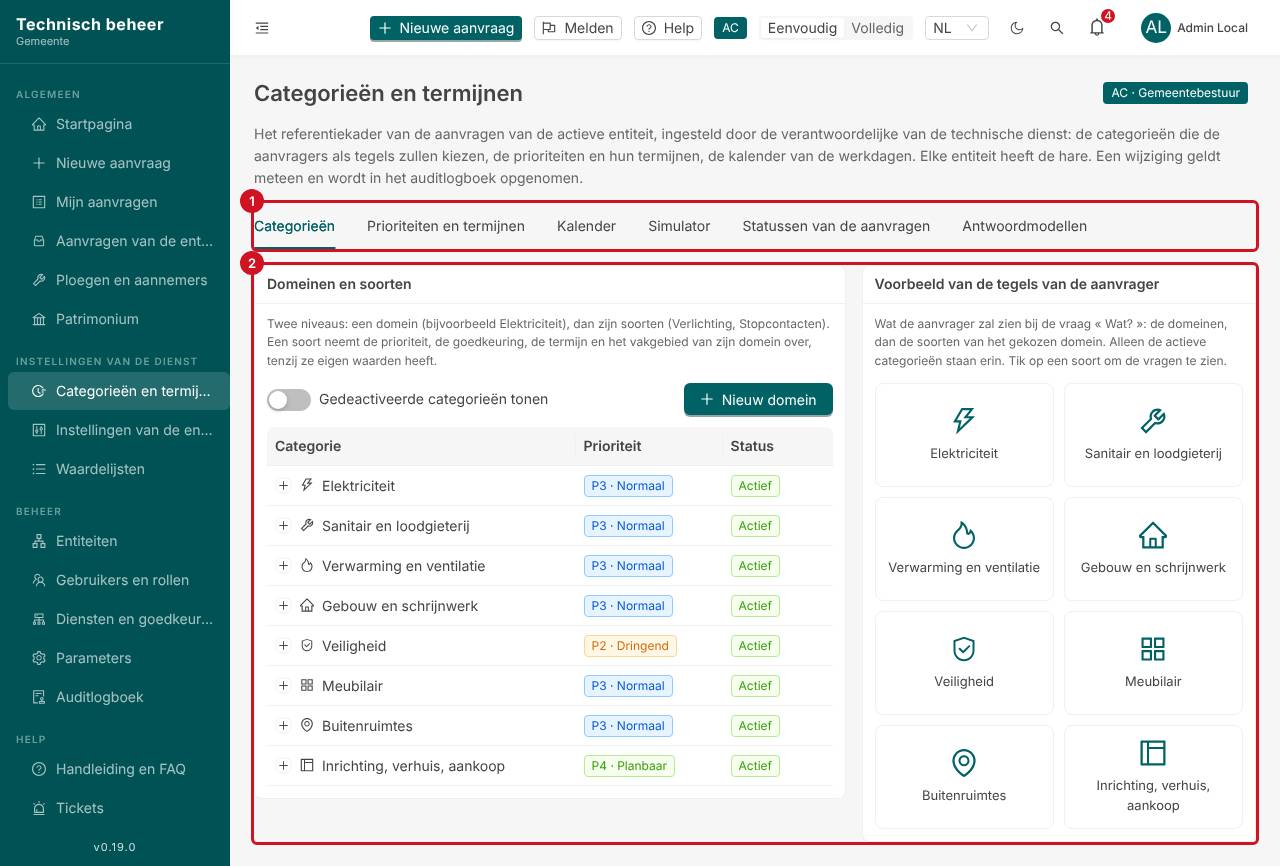 Technisch beheer
Gemeente
ALGEMEEN
Startpagina
Nieuwe aanvraag
Mijn aanvragen
Aanvragen van de ent...
Ploegen en aannemers
Patrimonium
INSTELLINGEN VAN DE DIENST
Categorieën en termij...
Instellingen van de en...
Waardelijsten
BEHEER
Entiteiten
Gebruikers en rollen
Diensten en goedkeur...
Parameters
Auditlogboek
HELP
Handleiding en FAQ
Tickets
v0.19.0
Nieuwe aanvraag
Melden
Help
AC
Eenvoudig
Volledig
NL
4
AL
Admin Local
Categorieën en termijnen
AC · Gemeentebestuur
Het referentiekader van de aanvragen van de actieve entiteit, ingesteld door de verantwoordelijke van de technische dienst: de categorieën die de
aanvragers als tegels zullen kiezen, de prioriteiten en hun termijnen, de kalender van de werkdagen. Elke entiteit heeft de hare. Een wijziging geldt
meteen en wordt in het auditlogboek opgenomen.
1
Categorieën
Prioriteiten en termijnen
Kalender
Simulator
Statussen van de aanvragen
Antwoordmodellen
2
Domeinen en soorten
Twee niveaus: een domein (bijvoorbeeld Elektriciteit), dan zijn soorten (Verlichting, Stopcontacten).
Een soort neemt de prioriteit, de goedkeuring, de termijn en het vakgebied van zijn domein over,
tenzij ze eigen waarden heeft.
Gedeactiveerde categorieën tonen
Nieuw domein
Categorie Prioriteit Status
Elektriciteit P3 · Normaal Actief
Sanitair en loodgieterij P3 · Normaal Actief
Verwarming en ventilatie P3 · Normaal Actief
Gebouw en schrijnwerk P3 · Normaal Actief
Veiligheid P2 · Dringend Actief
Meubilair P3 · Normaal Actief
Buitenruimtes P3 · Normaal Actief
Inrichting, verhuis, aankoop P4 · Planbaar Actief
Voorbeeld van de tegels van de aanvrager
Wat de aanvrager zal zien bij de vraag « Wat? »: de domeinen,
dan de soorten van het gekozen domein. Alleen de actieve
categorieën staan erin. Tik op een soort om de vragen te zien.
Elektriciteit
Sanitair en loodgieterij
Verwarming en ventilatie
Gebouw en schrijnwerk
Veiligheid
Meubilair
Buitenruimtes
Inrichting, verhuis,
aankoop